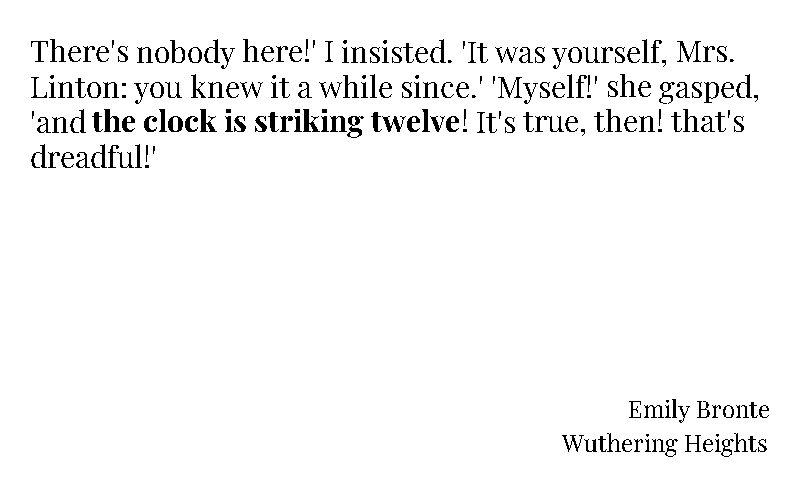 There's nobody here!' I insisted. 'It was yourself, Mrs.
Linton: you knew it a while since.' 'Myself!' she gasped,
'and the clock is striking twelve! It's true, then! that's
dreadful!'
Emily Bronte
Wuthering Heights